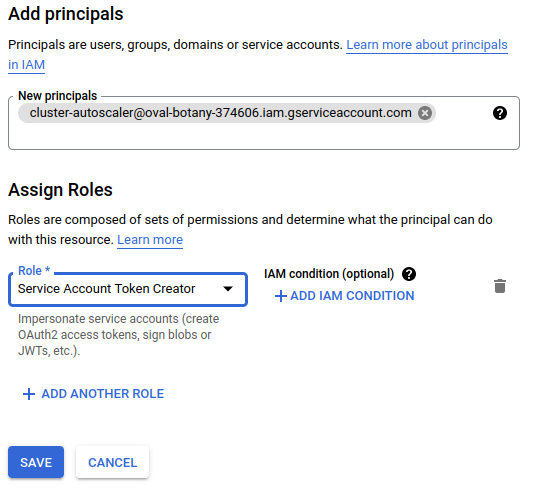 Add principals
Principals are users, groups, domains or service accounts. Learn more about principals
in IAM
New principals
cluster-autoscaler@oval-botany-374606.iam.gserviceaccount.com
Assign Roles
Roles are composed of sets of permissions and determine what the principal can do
with this resource. Learn more
Role *
Service Account Token Creator
IAM condition (optional)
ADD IAM CONDITION
Impersonate service accounts (create
OAuth2 access tokens, sign blobs or
JWTs, etc.).
ADD ANOTHER ROLE
SAVE
CANCEL